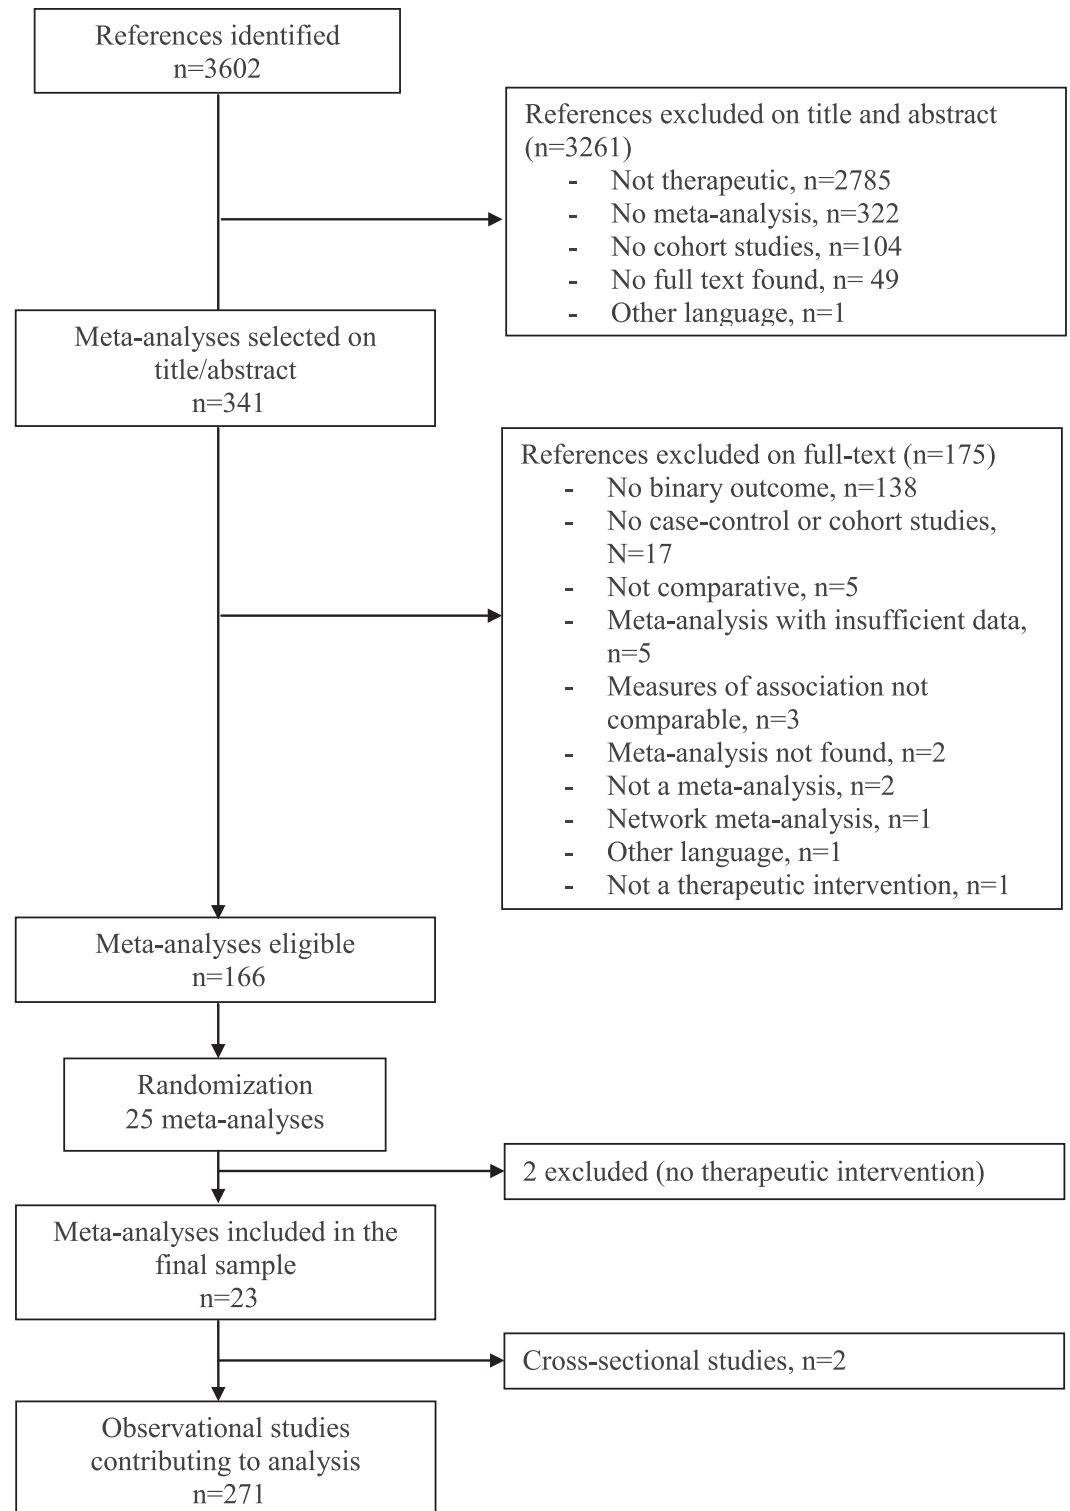 References identified
n=3602
References excluded on title and abstract
(n=3261)
- Not therapeutic, n=2785
- No meta-analysis, n=322
- No cohort studies, n=104
- No full text found, n= 49
- Other language, n=1
Meta-analyses selected on
title/abstract
n=341
References excluded on full-text (n=175)
- No binary outcome, n=138
- No case-control or cohort studies,
N=17
- Not comparative, n=5
- Meta-analysis with insufficient data,
n=5
- Measures of association not
comparable, n=3
- Meta-analysis not found, n=2
- Not a meta-analysis, n=2
- Network meta-analysis, n=1
- Other language, n=1
- Not a therapeutic intervention, n=1
Meta-analyses eligible
n=166
Randomization
25 meta-analyses
2 excluded (no therapeutic intervention)
Meta-analyses included in the
final sample
n=23
Cross-sectional studies, n=2
Observational studies
contributing to analysis
n=271